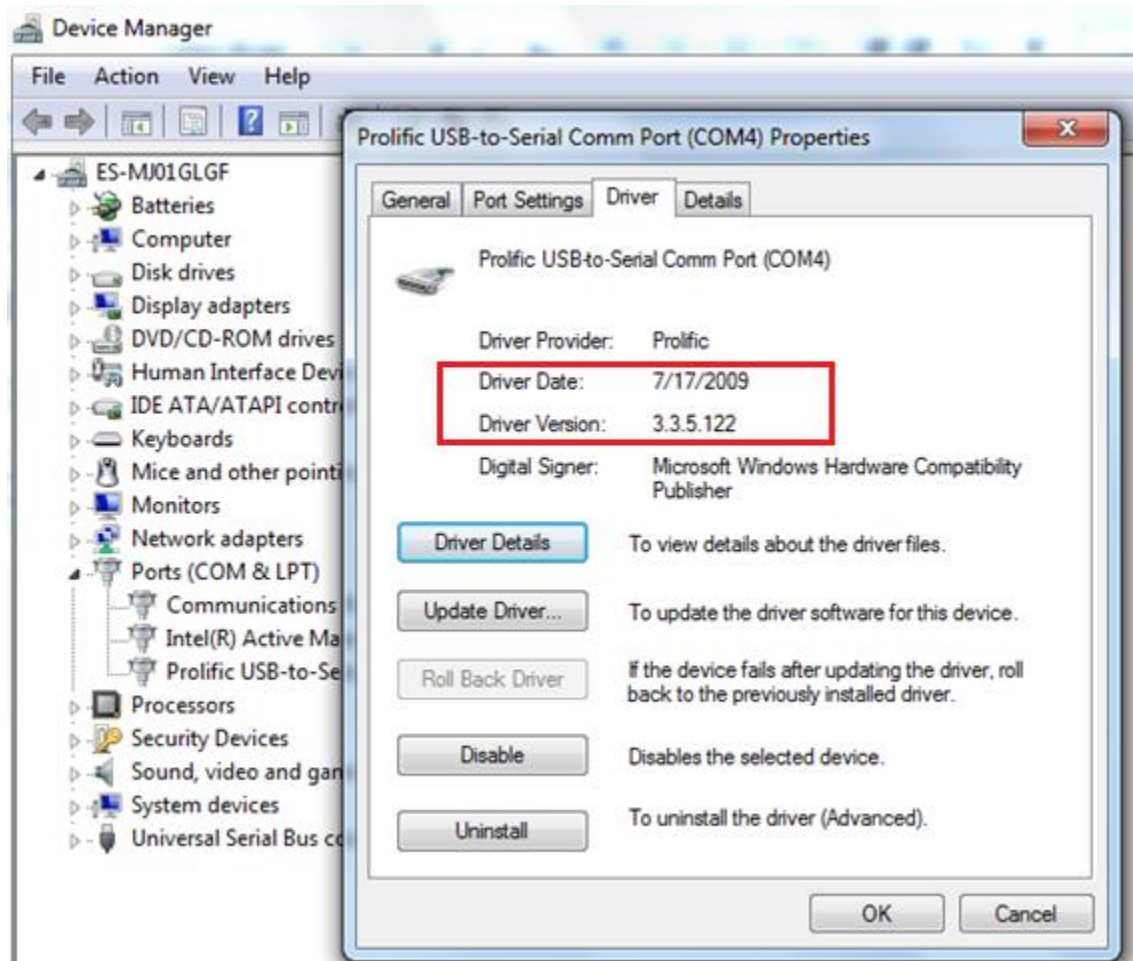 Device Manager
File Action View Help
ES-MJ01GLGF
Batteries
Computer
Disk drives
Display adapters
DVD/CD-ROM drives
Human Interface Devi
IDE ATA/ATAPI contr
Keyboards
Mice and other pointi
Monitors
Network adapters
Ports (COM & LPT)
Communications
Intel(R) Active Ma
Prolific USB-to-Se
Processors
Security Devices
Sound, video and gam
System devices
Universal Serial Bus co
Prolific USB-to-Serial Comm Port (COM4) Properties
General Port Settings Driver Details
Prolific USB-to-Serial Comm Port (COM4)
Driver Provider: Prolific
Driver Date: 7/17/2009
Driver Version: 3.3.5.122
Digital Signer: Microsoft Windows Hardware Compatibility
Publisher
Driver Details To view details about the driver files.
Update Driver... To update the driver software for this device.
Roll Back Driver If the device fails after updating the driver, roll
back to the previously installed driver.
Disable Disables the selected device.
Uninstall To uninstall the driver (Advanced).
OK Cancel